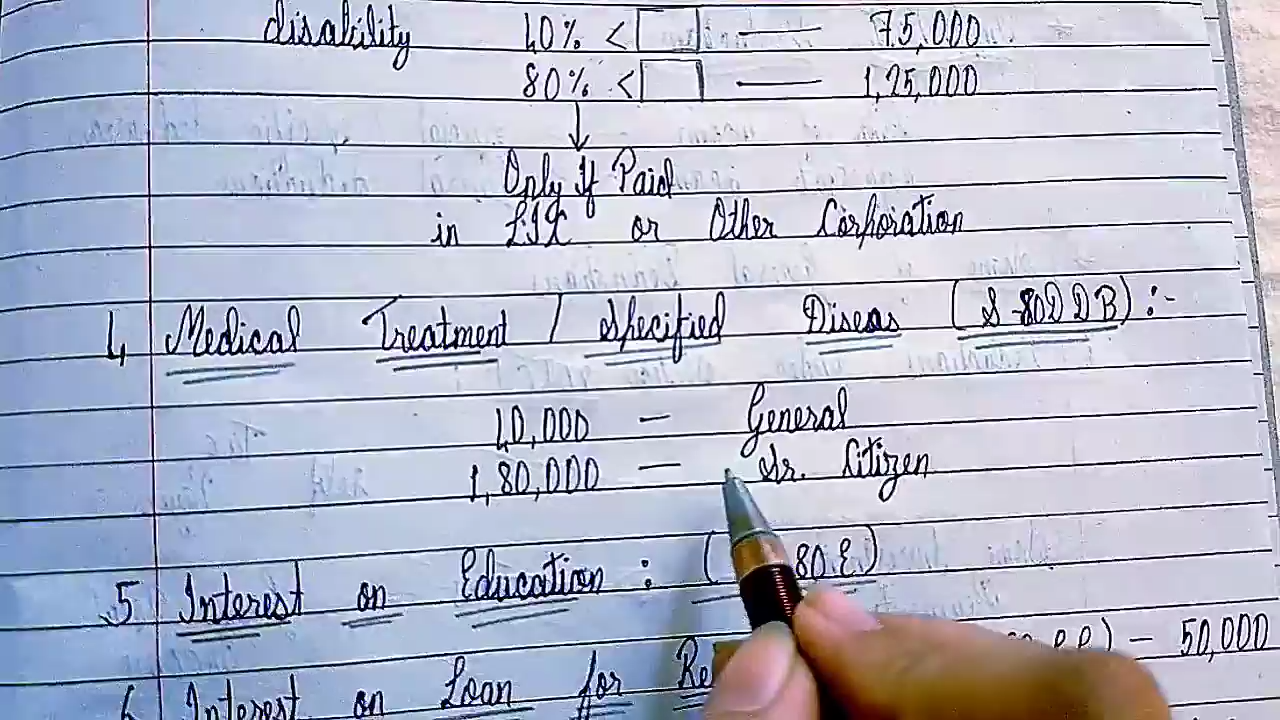 disability 40% < — 75,000
80% < — 1,25,000
Only If Paid
in LIC or Other Corporation
4, Medical Treatment / Specified Diseas (S-80DDB) :-
40,000 — General
1,80,000 — Sr. Citizen
5 Interest on Education : ( 80E)
6 Interest on Loan for Re ) - 50,000